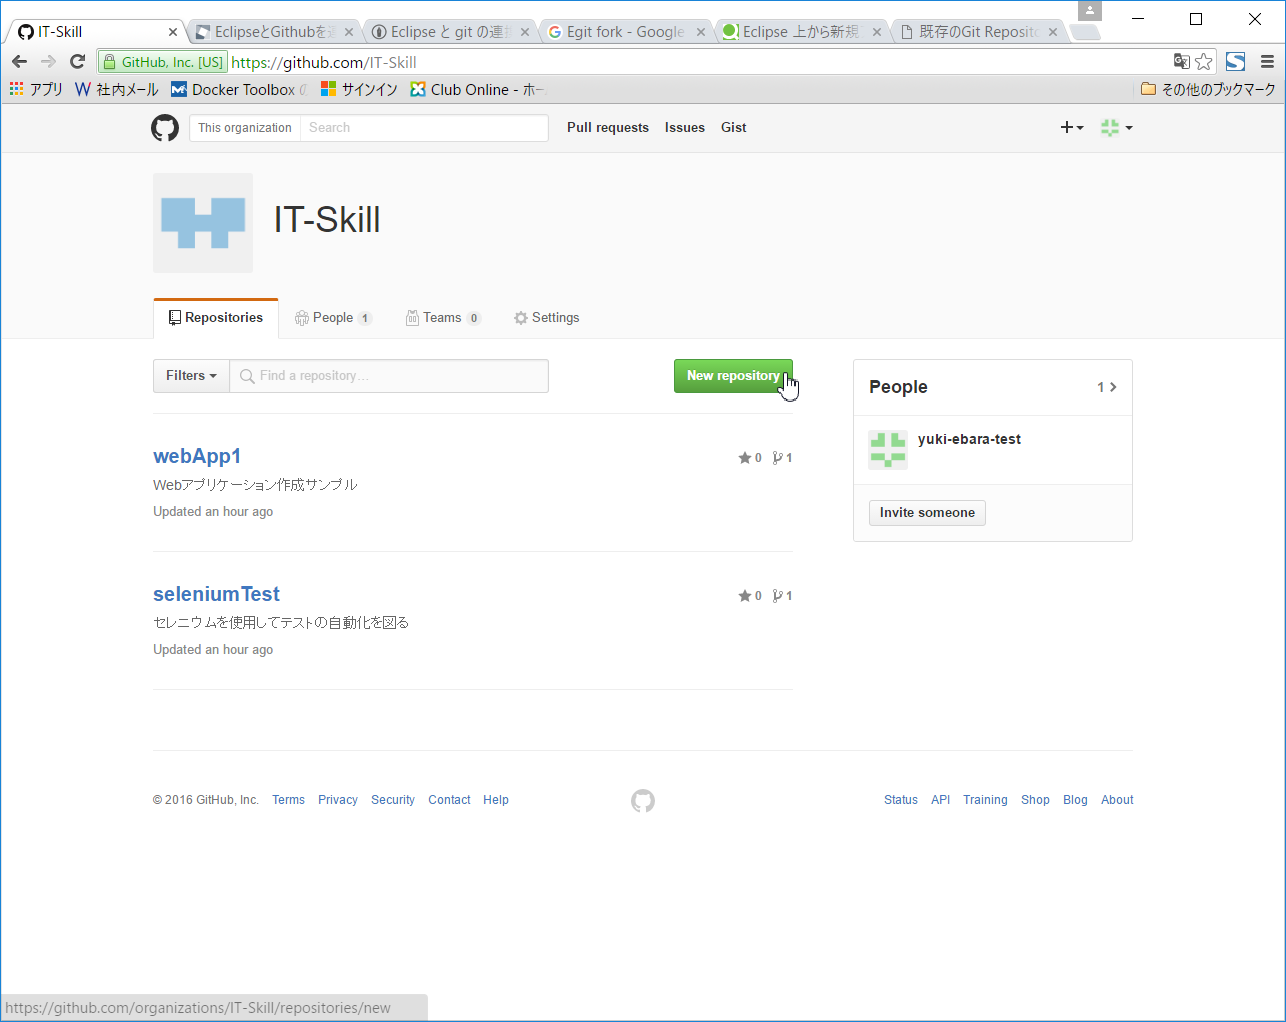 IT-Skill
EclipseとGithubを
Eclipse と git の連
Egit fork - Google
Eclipse 上から新規
既存のGit Reposito
GitHub, Inc. [US] https://github.com/IT-Skill
アプリ 社内メール Docker Toolbox サインイン Club Online - ホー その他のブックマーク
This organization Search Pull requests Issues Gist
IT-Skill
Repositories People 1 Teams 0 Settings
Filters Find a repository… New repository
webApp1 0 1
Webアプリケーション作成サンプル
Updated an hour ago
seleniumTest 0 1
セレニウムを使用してテストの自動化を図る
Updated an hour ago
People 1
yuki-ebara-test
Invite someone
© 2016 GitHub, Inc. Terms Privacy Security Contact Help Status API Training Shop Blog About
https://github.com/organizations/IT-Skill/repositories/new